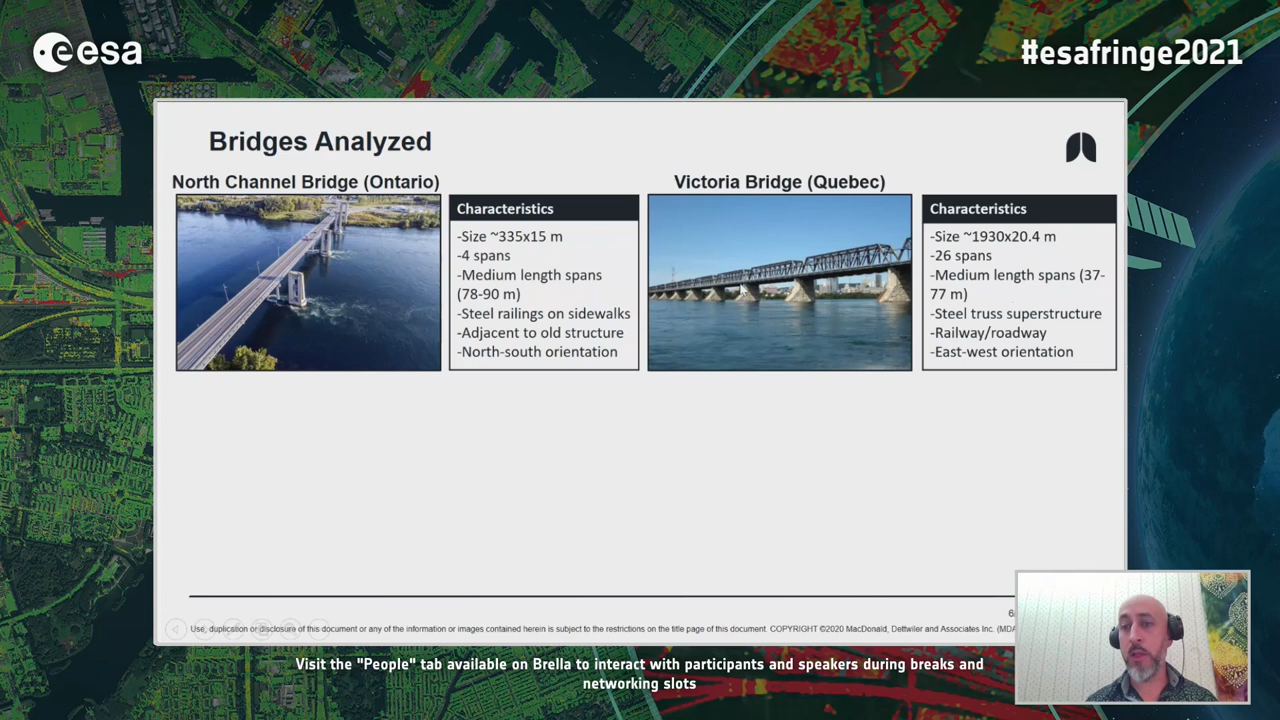 esa
#esafringe2021
Bridges Analyzed
North Channel Bridge (Ontario)
Characteristics
-Size ~335x15 m
-4 spans
-Medium length spans
(78-90 m)
-Steel railings on sidewalks
-Adjacent to old structure
-North-south orientation
Victoria Bridge (Quebec)
Characteristics
-Size ~1930x20.4 m
-26 spans
-Medium length spans (37-
77 m)
-Steel truss superstructure
-Railway/roadway
-East-west orientation
6
Use, duplication or disclosure of this document or any of the information or images contained herein is subject to the restrictions on the title page of this document. COPYRIGHT ©2020 MacDonald, Dettwiler and Associates Inc. (MDA
Visit the "People" tab available on Brella to interact with participants and speakers during breaks and
networking slots